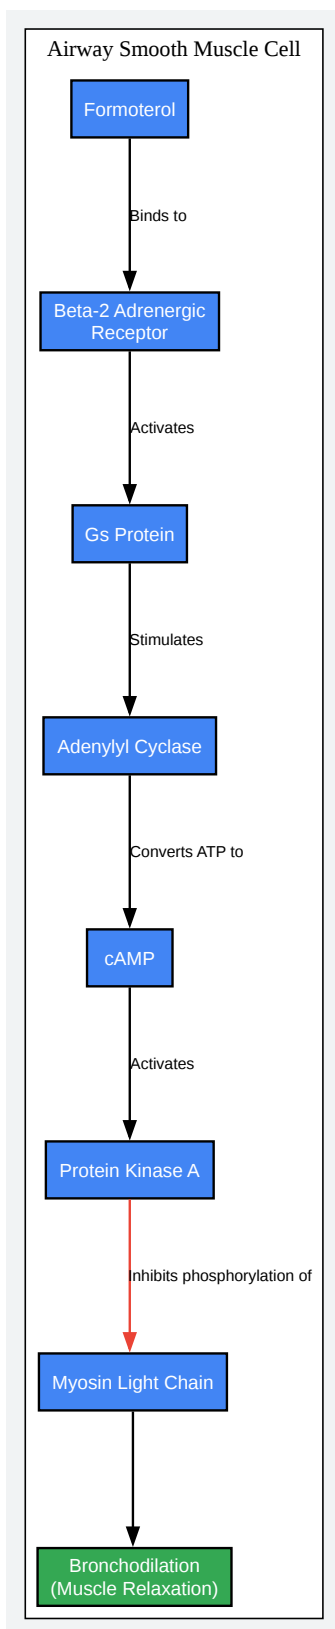 Airway Smooth Muscle Cell
Formoterol
Binds to
Beta-2 Adrenergic
Receptor
Activates
Gs Protein
Stimulates
Adenylyl Cyclase
Converts ATP to
cAMP
Activates
Protein Kinase A
Inhibits phosphorylation of
Myosin Light Chain
Bronchodilation
(Muscle Relaxation)